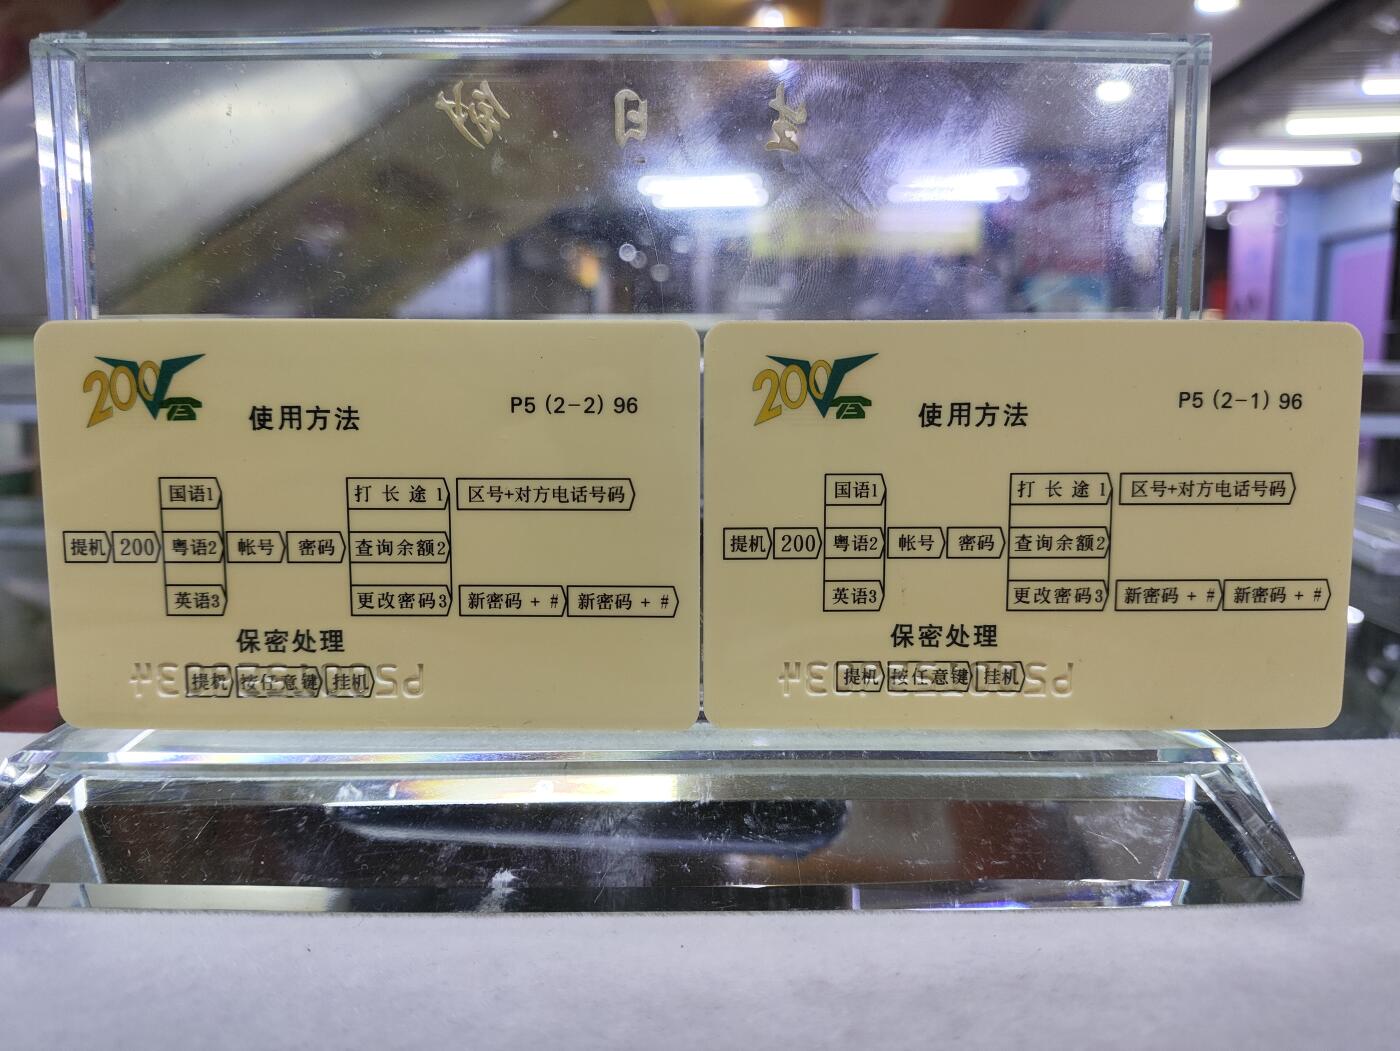 200
使用方法
P5 (2-2) 96
国语1
打长途1
区号+对方电话号码
提机
200
粤语2
帐号
密码
查询余额2
英语3
更改密码3
新密码 + #
新密码 + #
保密处理
提机
按任意键
挂机
200
使用方法
P5 (2-1) 96
国语1
打长途1
区号+对方电话号码
提机
200
粤语2
帐号
密码
查询余额2
英语3
更改密码3
新密码 + #
新密码 + #
保密处理
提机
按任意键
挂机